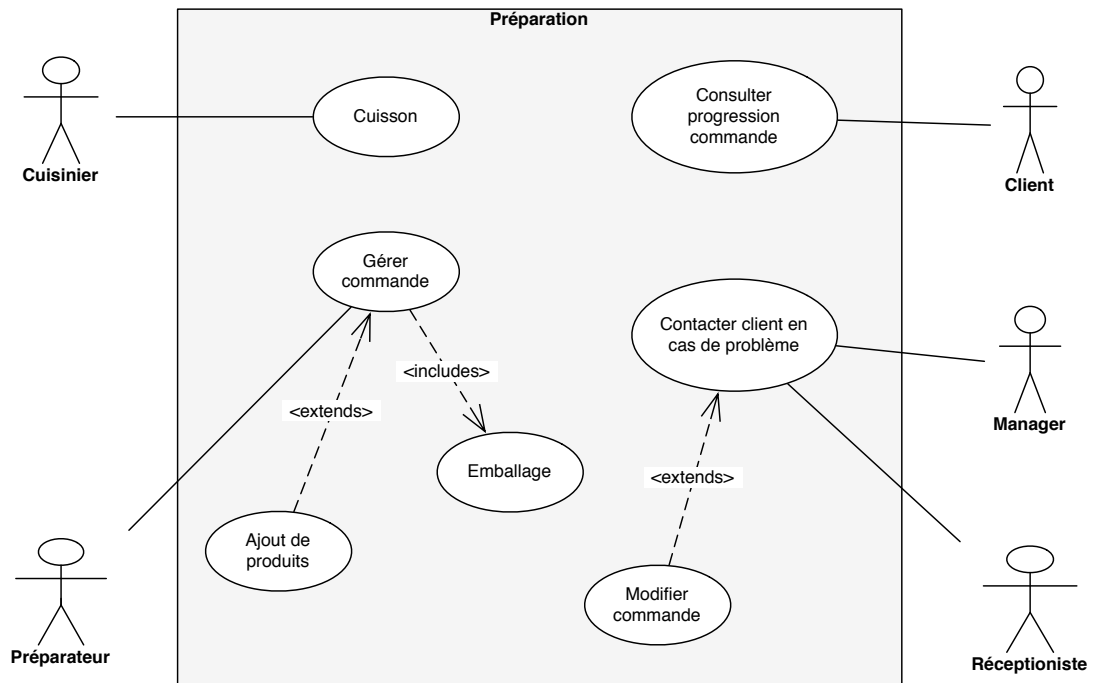 Préparation
Cuisson
Consulter
progression
commande
Cuisinier
Client
Gérer
commande
Contacter client en
cas de problème
<includes>
<extends>
Manager
Emballage
<extends>
Ajout de
produits
Modifier
commande
Préparateur
Réceptioniste